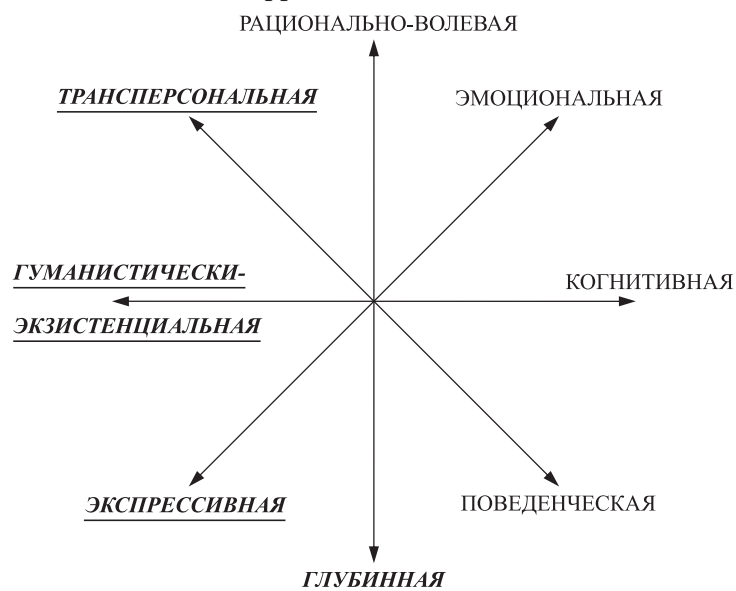 РАЦИОНАЛЬНО-ВОЛЕВАЯ
ТРАНСПЕРСОНАЛЬНАЯ
ЭМОЦИОНАЛЬНАЯ
ГУМАНИСТИЧЕСКИ-
ЭКЗИСТЕНЦИАЛЬНАЯ
КОГНИТИВНАЯ
ЭКСПРЕССИВНАЯ
ПОВЕДЕНЧЕСКАЯ
ГЛУБИННАЯ